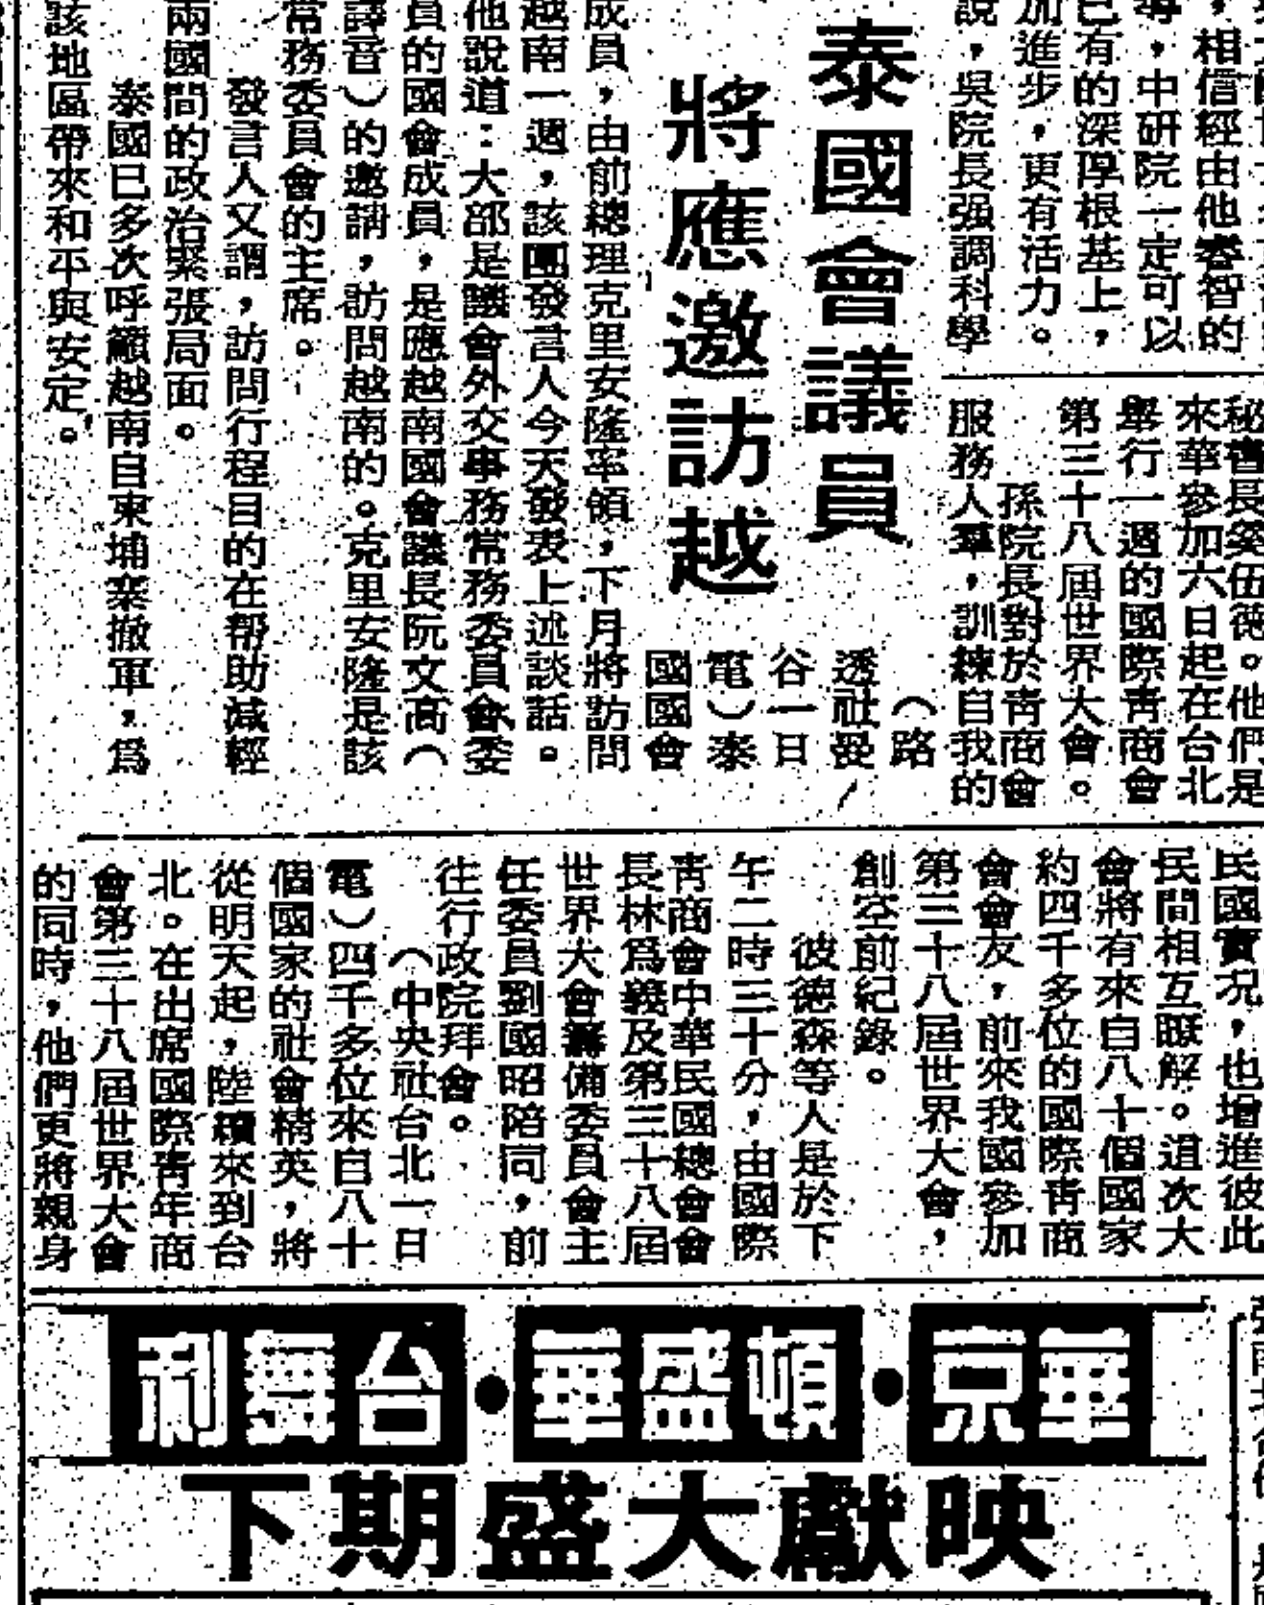 ，相信經由他睿智的
，中研院一定可以
已有的深厚根基上，
加進步，更有活力。
說，吳院長强調科學
來華參加六日起在台北
舉行一週的國際青商會
第三十八屆世界大會。
孫院長對於青商會
服務人羣，訓練自我的
泰國會議員
將應邀訪越
（路
透社曼
谷一日
電）泰
國國會
成員，由前總理克里安隆率領，下月將訪問
越南一週，該團發言人今天發表上述談話。
他說道：大部是議會外交事務常務委員會委
員的國會成員，是應越南國會議長阮文高（
譯音）的邀請，訪問越南的。克里安隆是該
常務委員會的主席。
發言人又謂，訪問行程目的在帮助減輕
兩國間的政治緊張局面。
泰國已多次呼籲越南自柬埔寨撤軍，爲
該地區帶來和平與安定。
民國實况，也增進彼此
民間相互瞭解。這次大
會將有來自八十個國家
約四千多位的國際青商
會會友，前來我國參加
第三十八屆世界大會，
創空前紀錄。
彼德森等人是於下
午二時三十分，由國際
青商會中華民國總會會
長林爲義及第三十八屆
世界大會籌備委員會主
任委員劉國昭陪同，前
往行政院拜會。
（中央社台北一日
電）四千多位來自八十
個國家的社會精英，將
從明天起，陸續來到台
北。在出席國際青年商
會第三十八屆世界大會
的同時，他們更將親身
華京•頓盛華•台舞利
下期盛大獻映